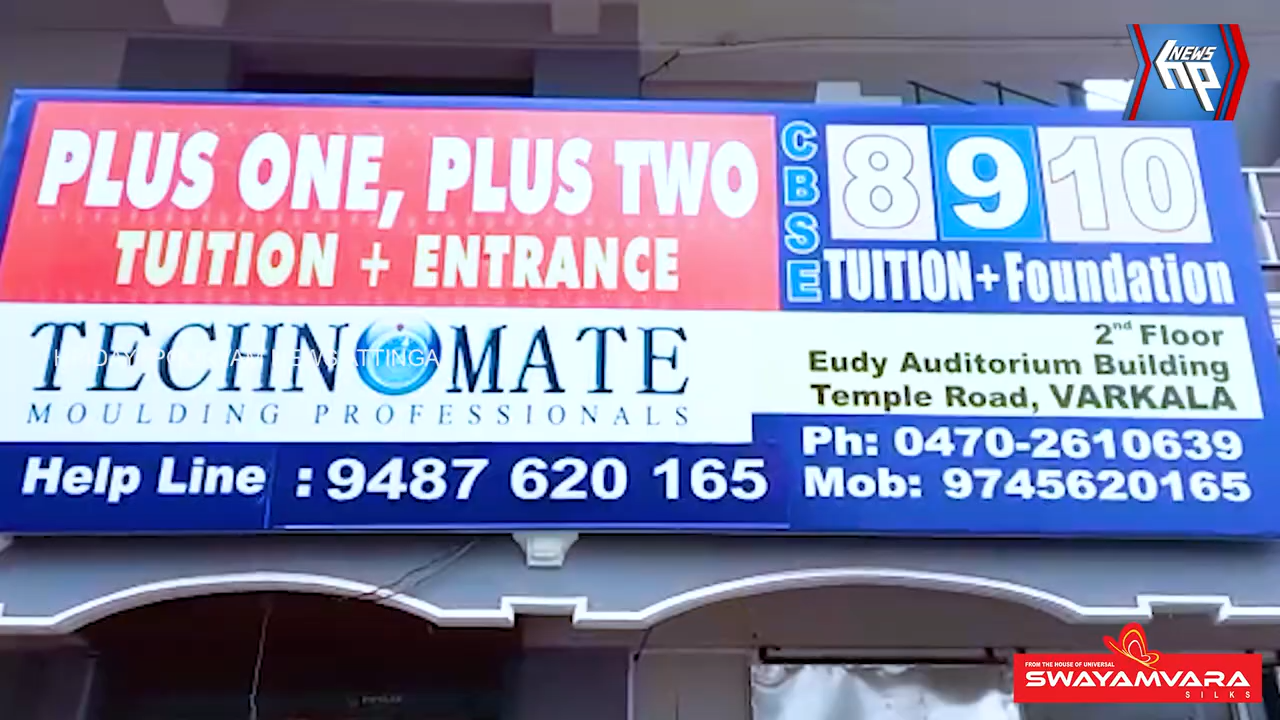 NEWS
hp
PLUS ONE, PLUS TWO
TUITION + ENTRANCE
CBSE
8 9 10
TUITION+Foundation
TECHNOMATE
MOULDING PROFESSIONALS
2nd Floor
Eudy Auditorium Building
Temple Road, VARKALA
Help Line : 9487 620 165
Ph: 0470-2610639
Mob: 9745620165
FROM THE HOUSE OF UNIVERSAL
SWAYAMVARA
SILKS